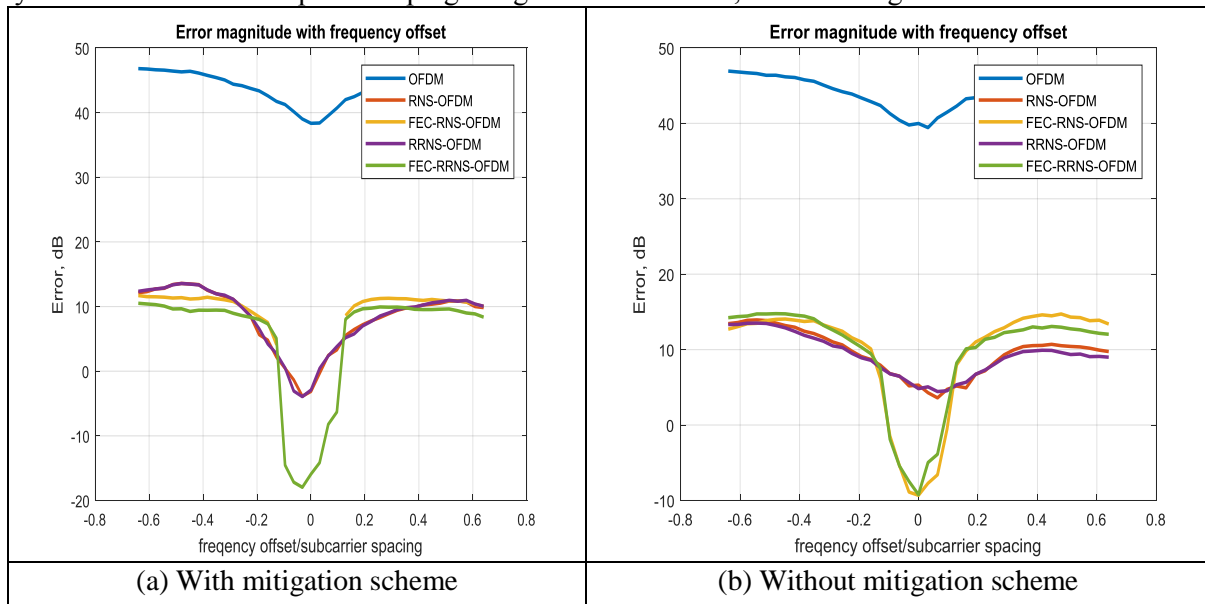 Error magnitude with frequency offset
50
40
30
20
10
0
-10
-20
Error, dB
-0.8 -0.6 -0.4 -0.2 0 0.2 0.4 0.6 0.8
freqency offset/subcarrier spacing
OFDM
RNS-OFDM
FEC-RNS-OFDM
RRNS-OFDM
FEC-RRNS-OFDM
(a) With mitigation scheme
Error magnitude with frequency offset
50
40
30
20
10
0
-10
Error, dB
-0.8 -0.6 -0.4 -0.2 0 0.2 0.4 0.6 0.8
freqency offset/subcarrier spacing
OFDM
RNS-OFDM
FEC-RNS-OFDM
RRNS-OFDM
FEC-RRNS-OFDM
(b) Without mitigation scheme